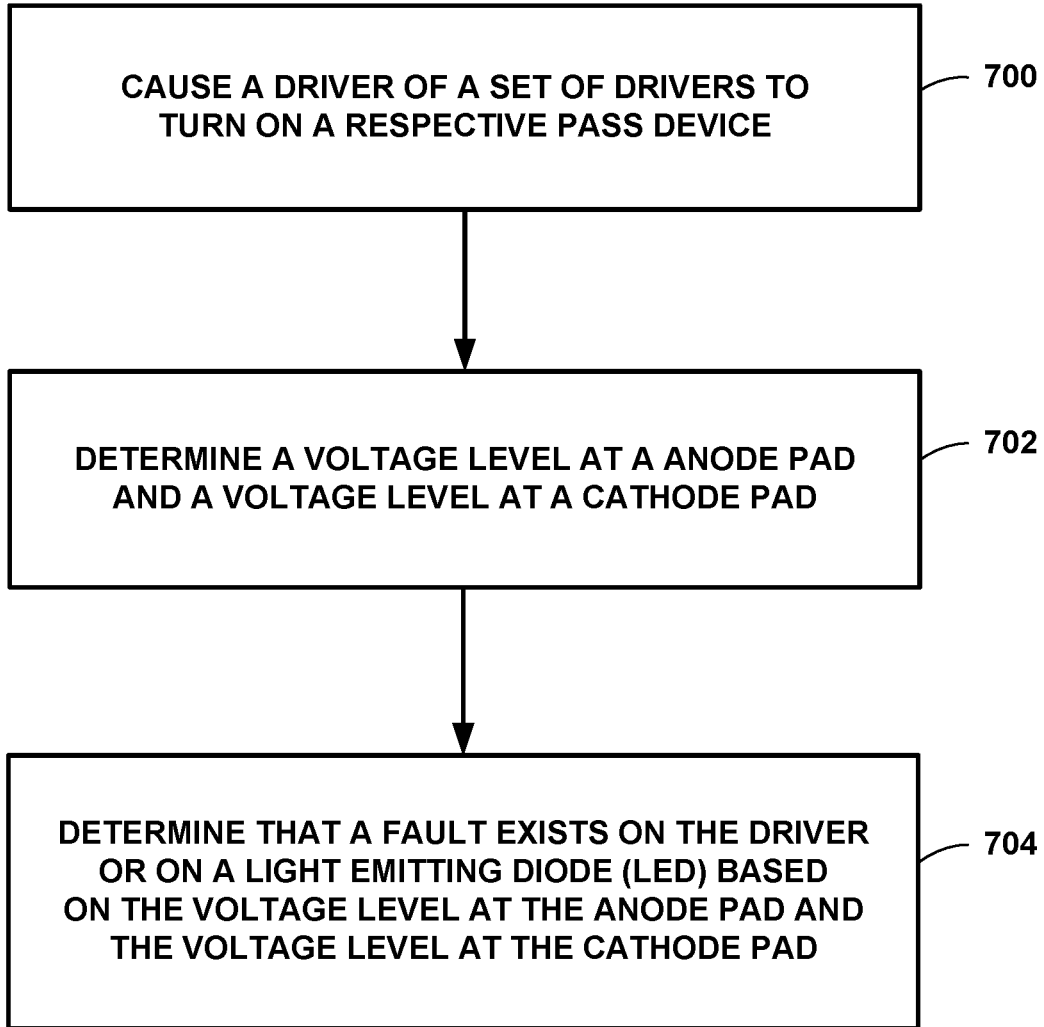 CAUSE A DRIVER OF A SET OF DRIVERS TO
TURN ON A RESPECTIVE PASS DEVICE
700
DETERMINE A VOLTAGE LEVEL AT A ANODE PAD
AND A VOLTAGE LEVEL AT A CATHODE PAD
702
DETERMINE THAT A FAULT EXISTS ON THE DRIVER
OR ON A LIGHT EMITTING DIODE (LED) BASED
ON THE VOLTAGE LEVEL AT THE ANODE PAD AND
THE VOLTAGE LEVEL AT THE CATHODE PAD
704